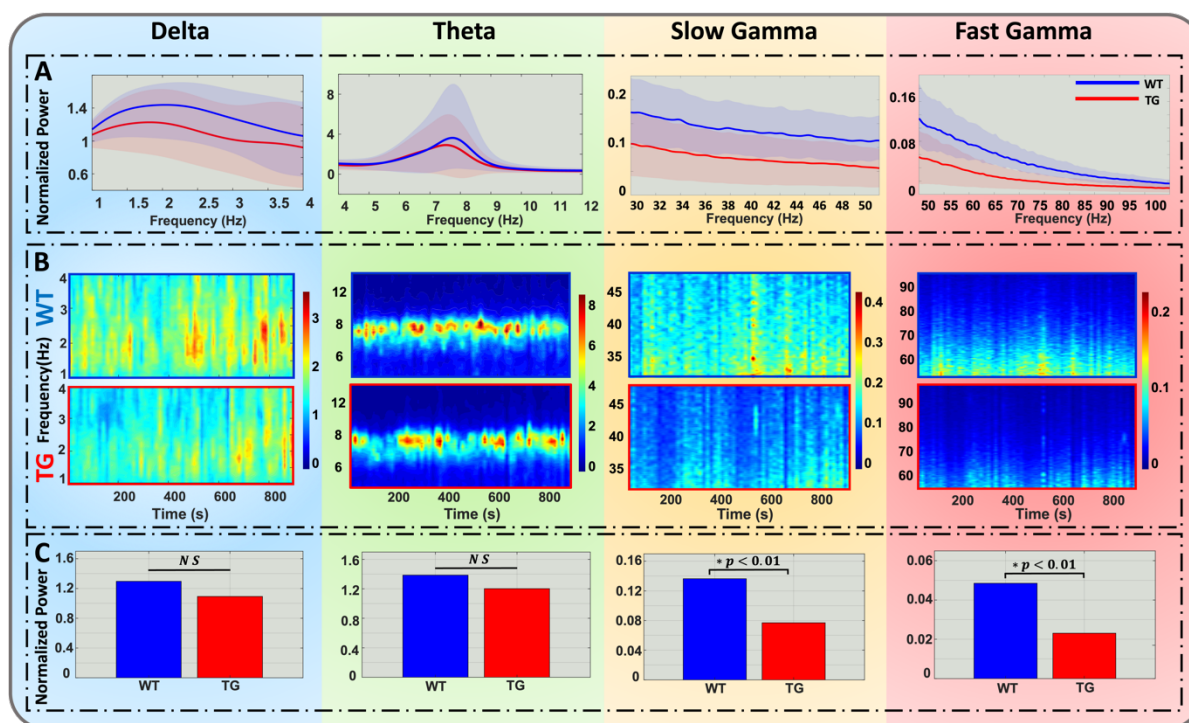 Delta Theta Slow Gamma Fast Gamma
A
Normalized Power
1.4
1
0.6
1 1.5 2 2.5 3 3.5 4
Frequency (Hz)
8
4
0
4 5 6 7 8 9 10 11 12
Frequency (Hz)
0.2
0.1
0
30 32 34 36 38 40 42 44 46 48 50
Frequency (Hz)
0.16
0.08
0
50 55 60 65 70 75 80 85 90 95 100
Frequency (Hz)
WT
TG
B
WT
TG
Frequency(Hz)
4
3
2
1
4
3
2
1
200 400 600 800
Time (s)
3
2
1
0
12
8
6
12
8
6
200 400 600 800
Time (s)
8
6
4
2
0
45
40
35
45
40
35
200 400 600 800
Time (s)
0.4
0.3
0.2
0.1
0
90
80
70
60
90
80
70
60
200 400 600 800
Time (s)
0.2
0.1
0
C
Normalized Power
1.6
1.2
0.8
0.4
0
NS
WT TG
1.6
1.2
0.8
0.4
0
NS
WT TG
0.16
0.12
0.08
0.04
0
* p < 0.01
WT TG
0.06
0.04
0.02
0
* p < 0.01
WT TG